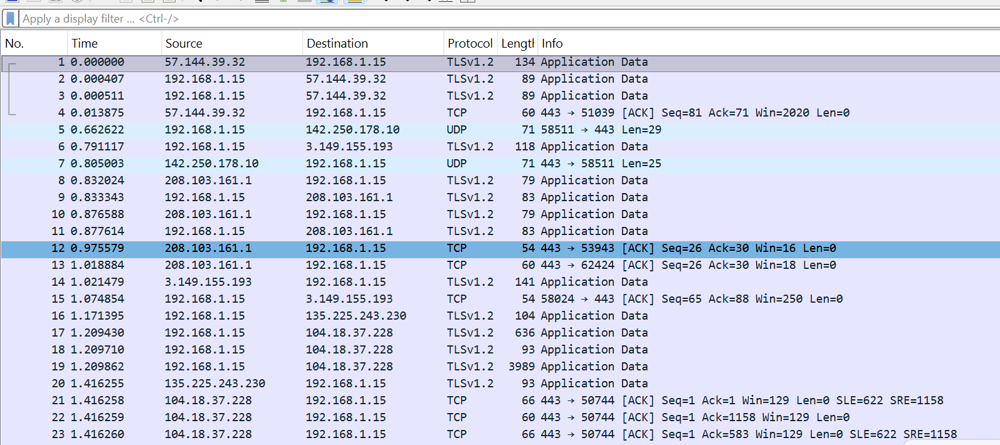 Apply a display filter ... <Ctrl-/>
No. Time Source Destination Protocol Length Info
1 0.000000 57.144.39.32 192.168.1.15 TLSv1.2 134 Application Data
2 0.000407 192.168.1.15 57.144.39.32 TLSv1.2 89 Application Data
3 0.000511 192.168.1.15 57.144.39.32 TLSv1.2 89 Application Data
4 0.013875 57.144.39.32 192.168.1.15 TCP 60 443 → 51039 [ACK] Seq=81 Ack=71 Win=2020 Len=0
5 0.662622 192.168.1.15 142.250.178.10 UDP 71 58511 → 443 Len=29
6 0.791117 192.168.1.15 3.149.155.193 TLSv1.2 118 Application Data
7 0.805003 142.250.178.10 192.168.1.15 UDP 71 443 → 58511 Len=25
8 0.832024 208.103.161.1 192.168.1.15 TLSv1.2 79 Application Data
9 0.833343 192.168.1.15 208.103.161.1 TLSv1.2 83 Application Data
10 0.876588 208.103.161.1 192.168.1.15 TLSv1.2 79 Application Data
11 0.877614 192.168.1.15 208.103.161.1 TLSv1.2 83 Application Data
12 0.975579 208.103.161.1 192.168.1.15 TCP 54 443 → 53943 [ACK] Seq=26 Ack=30 Win=16 Len=0
13 1.018884 208.103.161.1 192.168.1.15 TCP 60 443 → 62424 [ACK] Seq=26 Ack=30 Win=18 Len=0
14 1.021479 3.149.155.193 192.168.1.15 TLSv1.2 141 Application Data
15 1.074854 192.168.1.15 3.149.155.193 TCP 54 58024 → 443 [ACK] Seq=65 Ack=88 Win=250 Len=0
16 1.171395 192.168.1.15 135.225.243.230 TLSv1.2 104 Application Data
17 1.209430 192.168.1.15 104.18.37.228 TLSv1.2 636 Application Data
18 1.209710 192.168.1.15 104.18.37.228 TLSv1.2 93 Application Data
19 1.209862 192.168.1.15 104.18.37.228 TLSv1.2 3989 Application Data
20 1.416255 135.225.243.230 192.168.1.15 TLSv1.2 93 Application Data
21 1.416258 104.18.37.228 192.168.1.15 TCP 66 443 → 50744 [ACK] Seq=1 Ack=1 Win=129 Len=0 SLE=622 SRE=1158
22 1.416259 104.18.37.228 192.168.1.15 TCP 60 443 → 50744 [ACK] Seq=1 Ack=1158 Win=129 Len=0
23 1.416260 104.18.37.228 192.168.1.15 TCP 66 443 → 50744 [ACK] Seq=1 Ack=583 Win=129 Len=0 SLE=622 SRE=1158